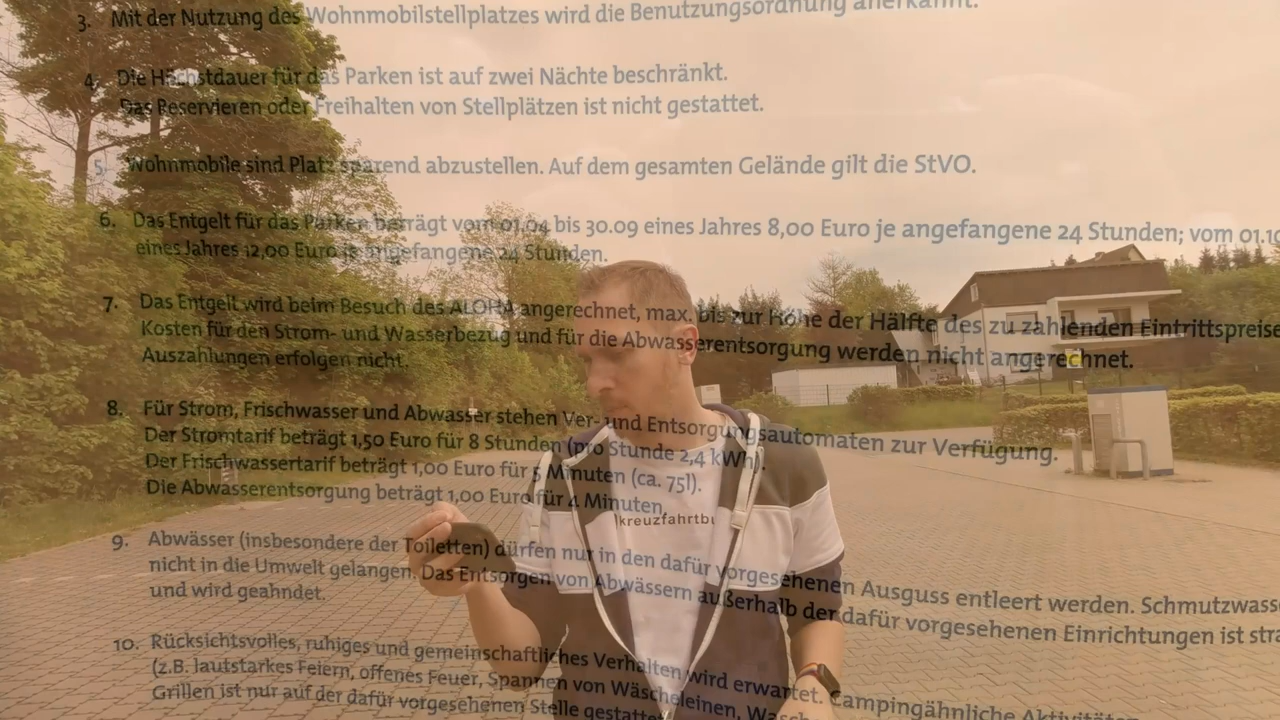 3. Mit der Nutzung des Wohnmobilstellplatzes wird die Benutzungsordnung anerkannt.
4. Die Höchstdauer für das Parken ist auf zwei Nächte beschränkt.
Das Reservieren oder Freihalten von Stellplätzen ist nicht gestattet.
5. Wohnmobile sind Platz sparend abzustellen. Auf dem gesamten Gelände gilt die StVO.
6. Das Entgelt für das Parken beträgt vom 01.04 bis 30.09 eines Jahres 8,00 Euro je angefangene 24 Stunden; vom 01.10
eines Jahres 12,00 Euro je angefangene 24 Stunden.
7. Das Entgelt wird beim Besuch des ALOHA angerechnet, max. bis zur Höhe der Hälfte des zu zahlenden Eintrittspreise
Kosten für den Strom- und Wasserbezug und für die Abwasserentsorgung werden nicht angerechnet.
Auszahlungen erfolgen nicht.
8. Für Strom, Frischwasser und Abwasser stehen Ver- und Entsorgungsautomaten zur Verfügung.
Der Stromtarif beträgt 1,50 Euro für 8 Stunden (pro Stunde 2,4 kWh).
Der Frischwassertarif beträgt 1,00 Euro für 5 Minuten (ca. 75l).
Die Abwasserentsorgung beträgt 1,00 Euro für 4 Minuten.
kreuzfahrtbu
9. Abwässer (insbesondere der Toiletten) dürfen nur in den dafür vorgesehenen Ausguss entleert werden. Schmutzwass
nicht in die Umwelt gelangen. Das Entsorgen von Abwässern außerhalb der dafür vorgesehenen Einrichtungen ist stra
und wird geahndet.
10. Rücksichtsvolles, ruhiges und gemeinschaftliches Verhalten wird erwartet. Campingähnliche Aktivitäte
(z.B. lautstarkes Feiern, offenes Feuer, Spannen von Wäscheleinen, Wasch
Grillen ist nur auf der dafür vorgesehenen Stelle gestattet